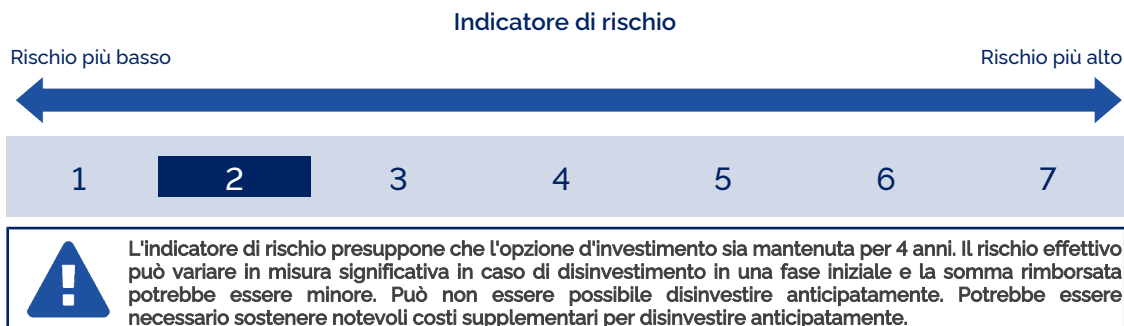 Indicatore di rischio
Rischio più basso
Rischio più alto
1 2 3 4 5 6 7
L'indicatore di rischio presuppone che l'opzione d'investimento sia mantenuta per 4 anni. Il rischio effettivo
può variare in misura significativa in caso di disinvestimento in una fase iniziale e la somma rimborsata
potrebbe essere minore. Può non essere possibile disinvestire anticipatamente. Potrebbe essere
necessario sostenere notevoli costi supplementari per disinvestire anticipatamente.